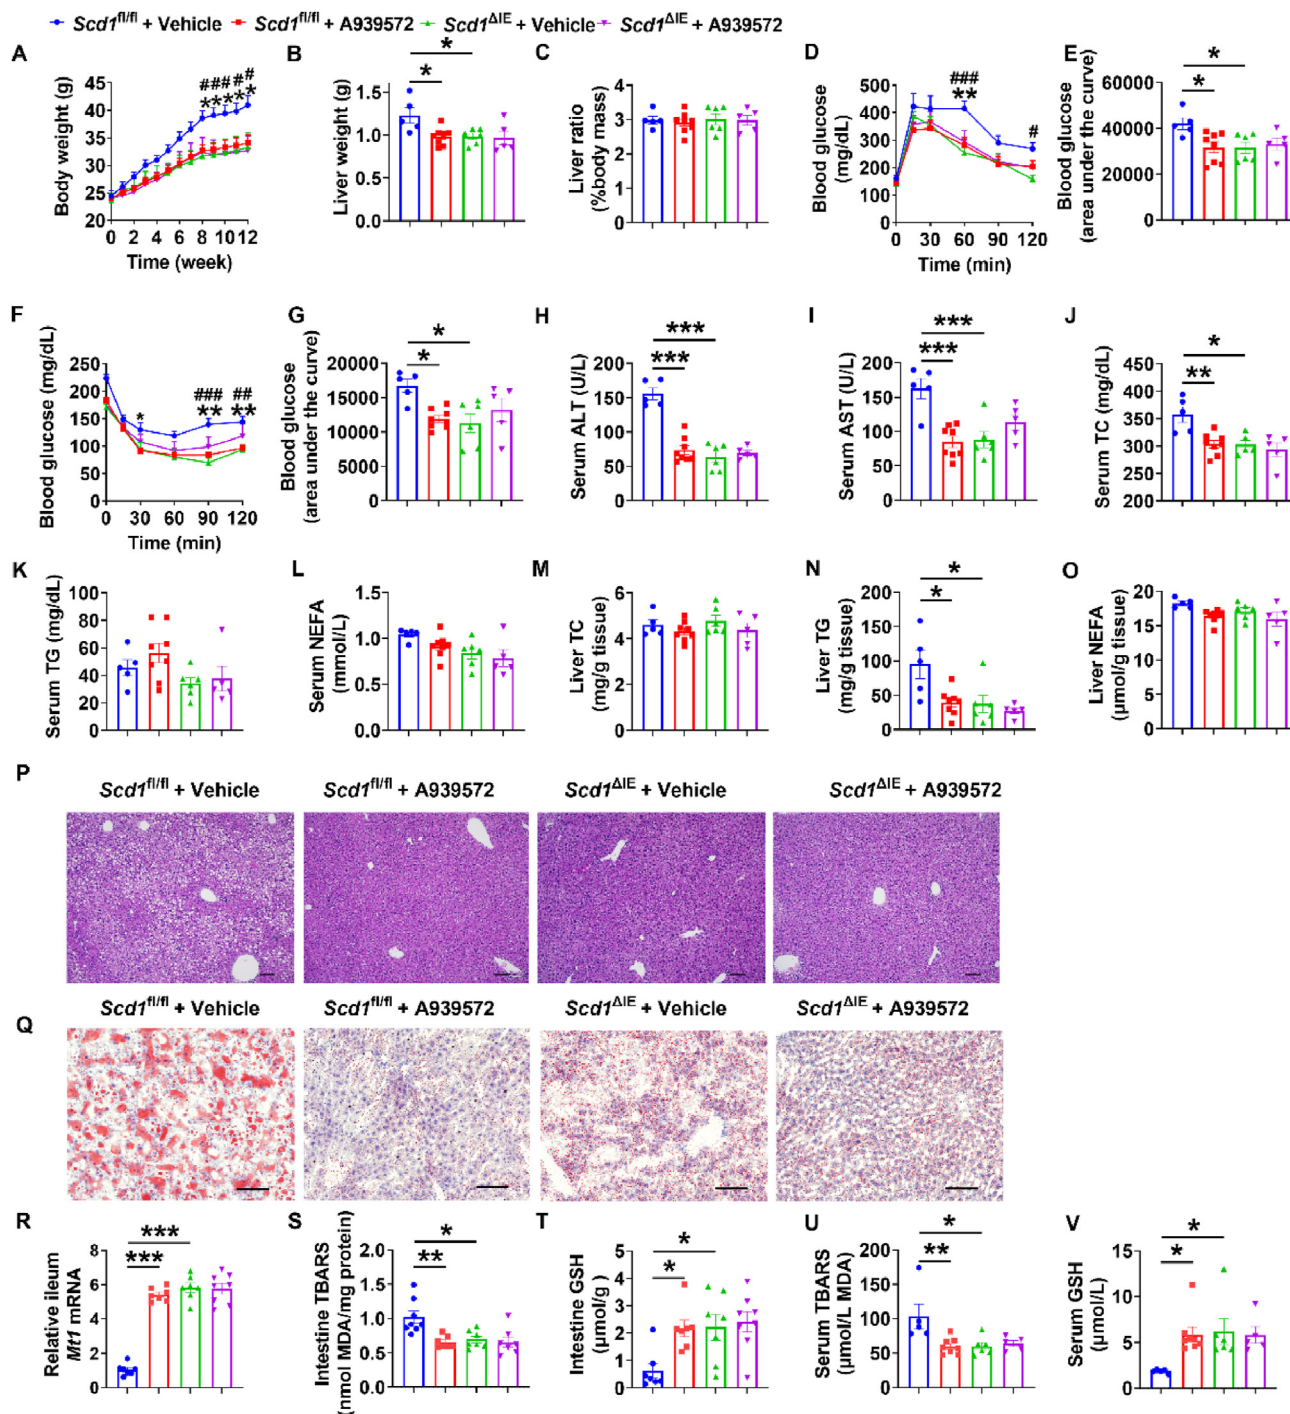 Scd1fl/fl + Vehicle Scd1fl/fl + A939572 Scd1ΔIE + Vehicle Scd1ΔIE + A939572
A B C D E
Body weight (g)
45
40
35
30
25
20
0 2 4 6 8 10 12
Time (week)
### # #
*****
Liver weight (g)
1.5
1.0
0.5
0.0
*
*
Liver ratio
(%body mass)
4
3
2
1
0
Blood glucose
(mg/dL)
500
400
300
200
100
0
0 30 60 90 120
Time (min)
###
**
#
Blood glucose
(area under the curve)
60000
40000
20000
0
*
*
F G H I J
Blood glucose (mg/dL)
250
200
150
100
50
0
0 30 60 90 120
Time (min)
*
### ##
** **
Blood glucose
(area under the curve)
20000
15000
10000
5000
0
*
*
Serum ALT (U/L)
200
150
100
50
0
***
***
Serum AST (U/L)
200
150
100
50
0
***
***
Serum TC (mg/dL)
400
350
300
250
200
*
**
K L M N O
Serum TG (mg/dL)
100
80
60
40
20
0
Serum NEFA
(mmol/L)
1.5
1.0
0.5
0.0
Liver TC
(mg/g tissue)
6
4
2
0
Liver TG
(mg/g tissue)
200
150
100
50
0
*
*
Liver NEFA
(µmol/g tissue)
20
15
10
5
0
P
Scd1fl/fl + Vehicle Scd1fl/fl + A939572 Scd1ΔIE + Vehicle Scd1ΔIE + A939572
Q
Scd1fl/fl + Vehicle Scd1fl/fl + A939572 Scd1ΔIE + Vehicle Scd1ΔIE + A939572
R S T U V
Relative ileum
Mt1 mRNA
8
6
4
2
0
***
***
Intestine TBARS
(nmol MDA/mg protein)
2.0
1.5
1.0
0.5
0.0
*
**
Intestine GSH
(µmol/g )
5
4
3
2
1
0
*
*
Serum TBARS
(µmol/L MDA)
200
150
100
50
0
*
**
Serum GSH
(µmol/L)
15
10
5
0
*
*